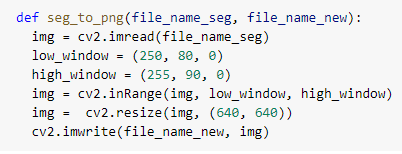 def seg_to_png(file_name_seg, file_name_new):
    img = cv2.imread(file_name_seg)
    low_window = (250, 80, 0)
    high_window = (255, 90, 0)
    img = cv2.inRange(img, low_window, high_window)
    img =  cv2.resize(img, (640, 640))
    cv2.imwrite(file_name_new, img)